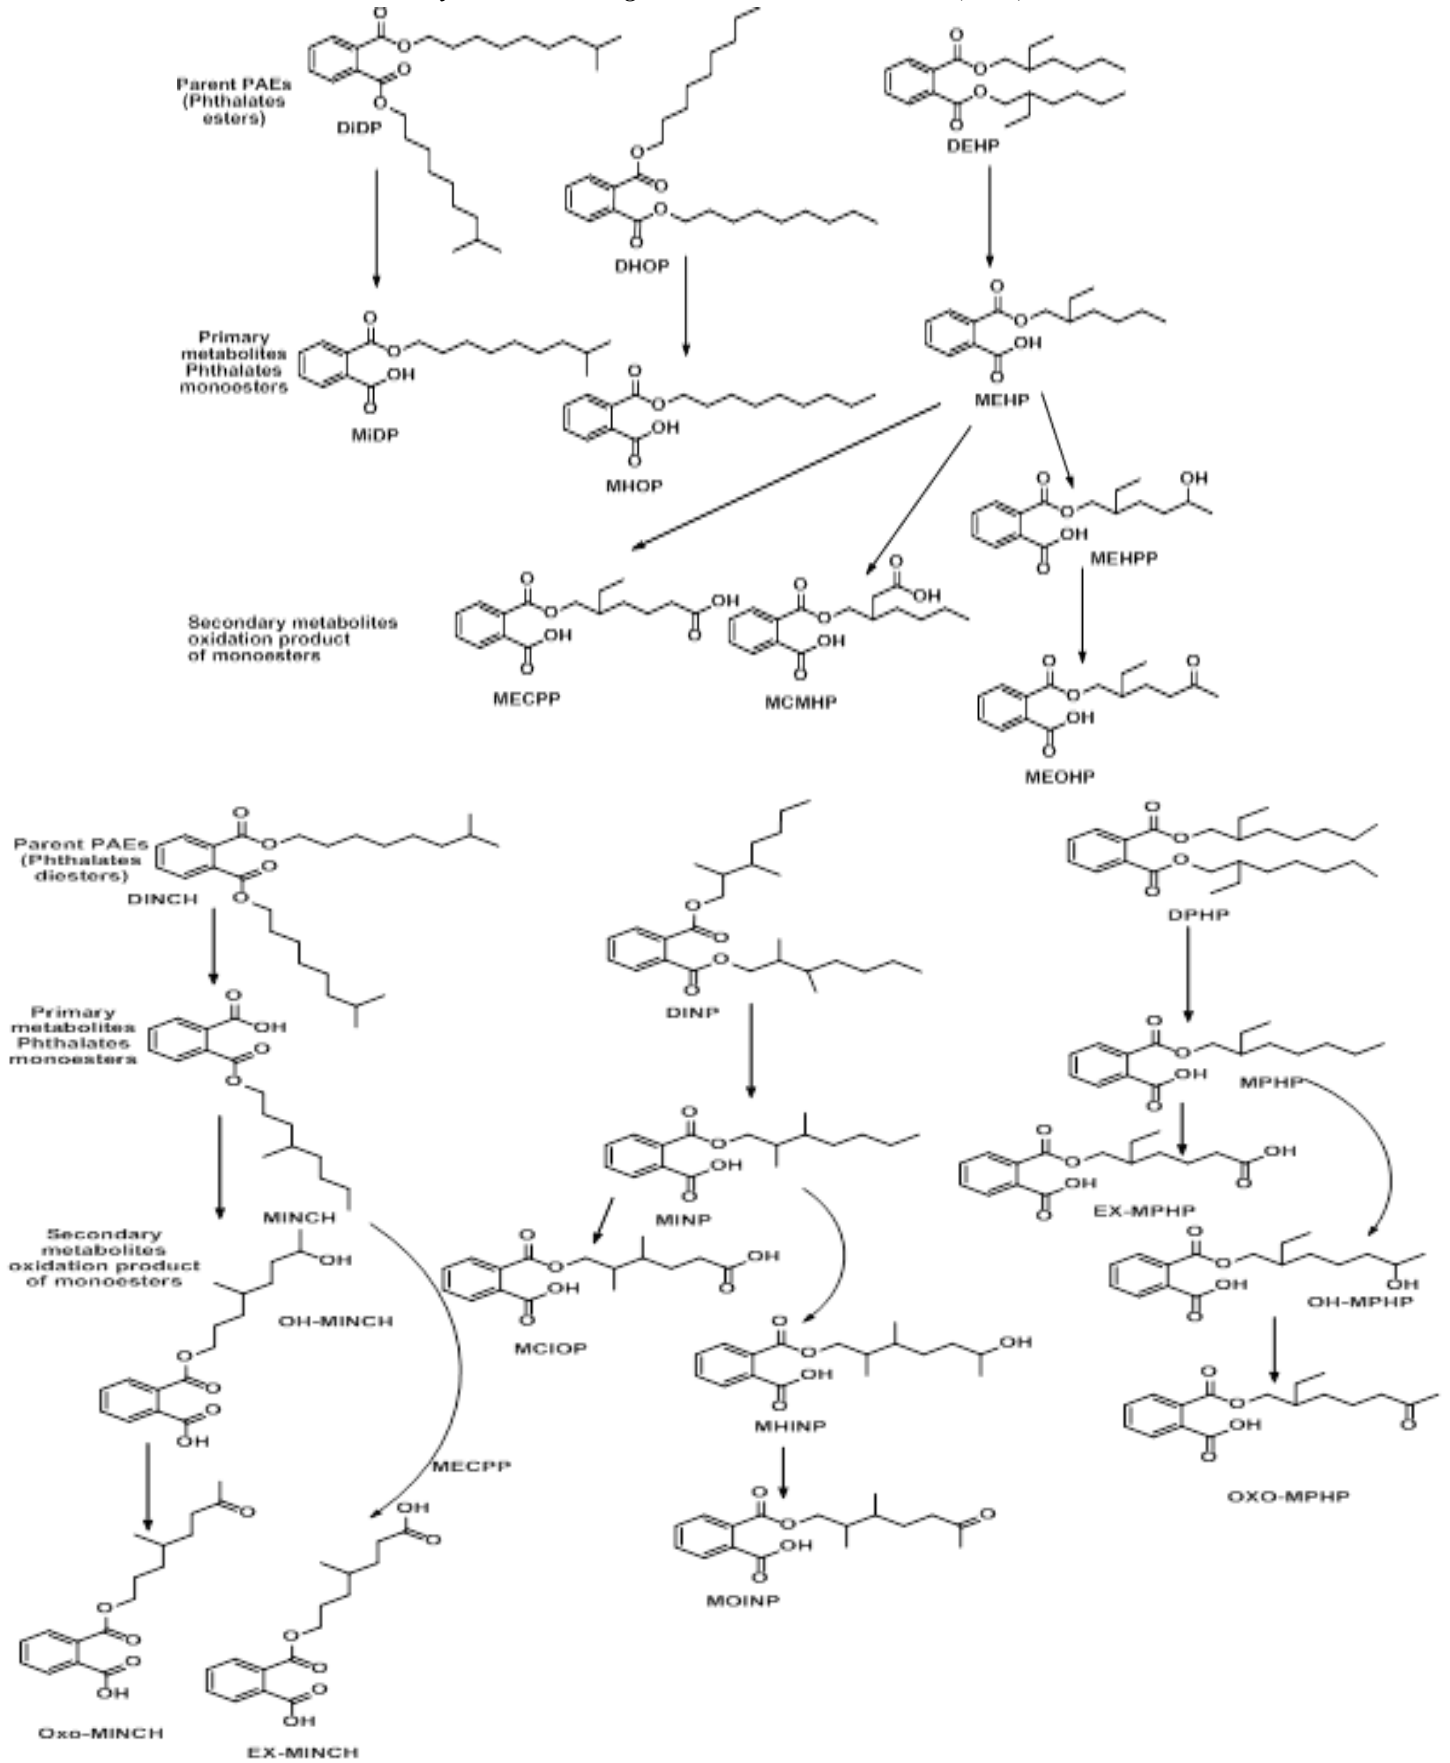 Parent PAEs
(Phthalates
esters)
DiDP
DHOP
DEHP
Primary
metabolites
Phthalates
monoesters
MiDP
MHOP
MEHP
MEHPP
Secondary metabolites
oxidation product
of monoesters
MECPP
MCMHP
MEOHP
Parent PAEs
(Phthalates
diesters)
DINCH
DINP
DPHP
Primary
metabolites
Phthalates
monoesters
MINCH
MINP
MPHP
EX-MPHP
Secondary
metabolites
oxidation product
of monoesters
OH-MINCH
MCIOP
OH-MPHP
MHINP
MECPP
OXO-MPHP
MOINP
Oxo-MINCH
EX-MINCH